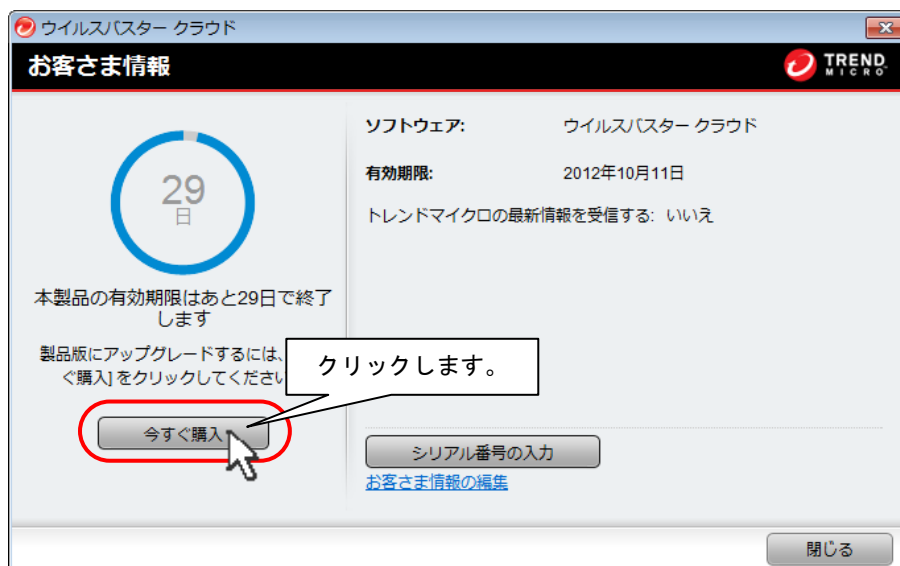 ウイルスバスター クラウド
お客さま情報
TREND
MICRO
29
日
本製品の有効期限はあと29日で終了
します
製品版にアップグレードするには、
ぐ購入]をクリックしてください
今すぐ購入
クリックします。
ソフトウェア: ウイルスバスター クラウド
有効期限: 2012年10月11日
トレンドマイクロの最新情報を受信する: いいえ
シリアル番号の入力
お客さま情報の編集
閉じる